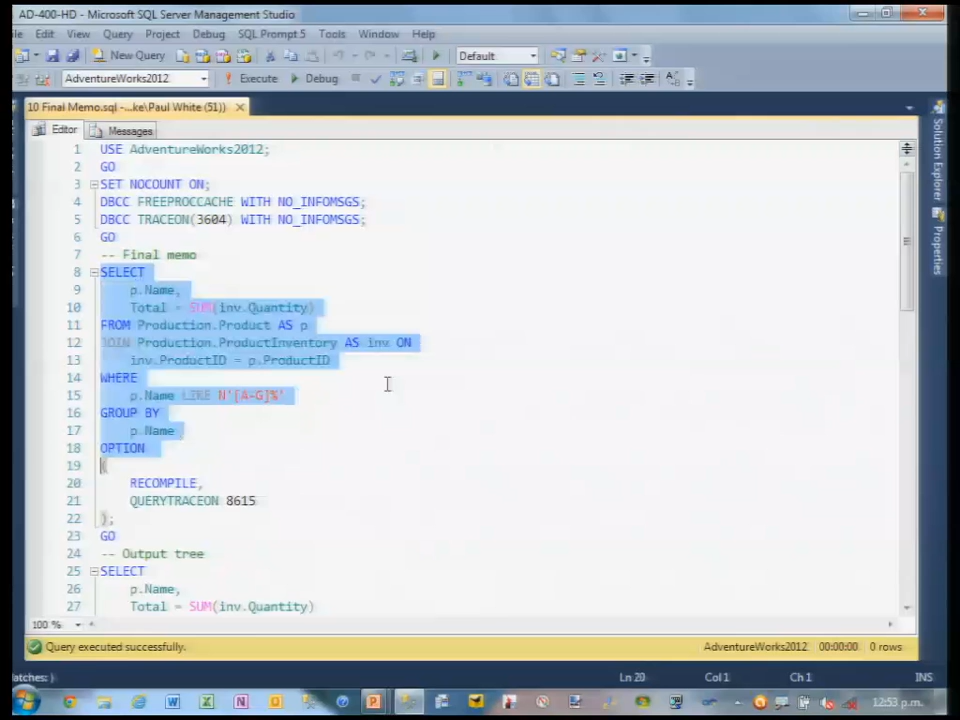 AD-400-HD - Microsoft SQL Server Management Studio
Edit View Query Project Debug SQL Prompt 5 Tools Window Help
New Query Default
AdventureWorks2012 Execute Debug
10 Final Memo.sql -...ke\Paul White (51))
Editor Messages
1 USE AdventureWorks2012;
2 GO
3 SET NOCOUNT ON;
4 DBCC FREEPROCCACHE WITH NO_INFOMSGS;
5 DBCC TRACEON(3604) WITH NO_INFOMSGS;
6 GO
7 -- Final memo
8 SELECT
9 p.Name,
10 Total = SUM(inv.Quantity)
11 FROM Production.Product AS p
12 JOIN Production.ProductInventory AS inv ON
13 inv.ProductID = p.ProductID
14 WHERE
15 p.Name LIKE N'[A-G]%'
16 GROUP BY
17 p.Name
18 OPTION
19 (
20 RECOMPILE,
21 QUERYTRACEON 8615
22 );
23 GO
24 -- Output tree
25 SELECT
26 p.Name,
27 Total = SUM(inv.Quantity)
Solution Explorer
Properties
100 %
Query executed successfully. AdventureWorks2012 00:00:00 0 rows
Ln 20 Col 1 Ch 1 INS
12:53 p.m.